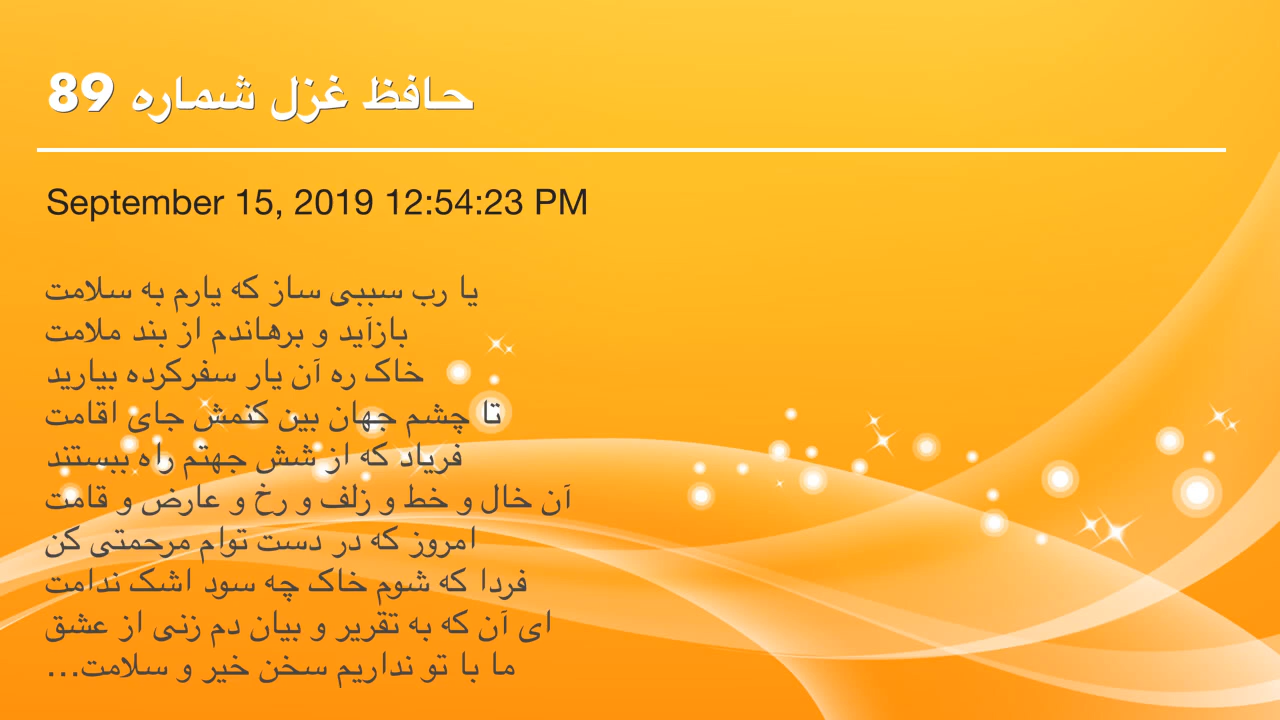 حافظ غزل شماره 89
September 15, 2019 12:54:23 PM
یا رب سببی ساز که یارم به سلامت
بازآید و برهاندم از بند ملامت
خاک ره آن یار سفرکرده بیارید
تا چشم جهان بین کنمش جای اقامت
فریاد که از شش جهتم راه ببستند
آن خال و خط و زلف و رخ و عارض و قامت
امروز که در دست توام مرحمتی کن
فردا که شوم خاک چه سود اشک ندامت
ای آن که به تقریر و بیان دم زنی از عشق
ما با تو نداریم سخن خیر و سلامت...